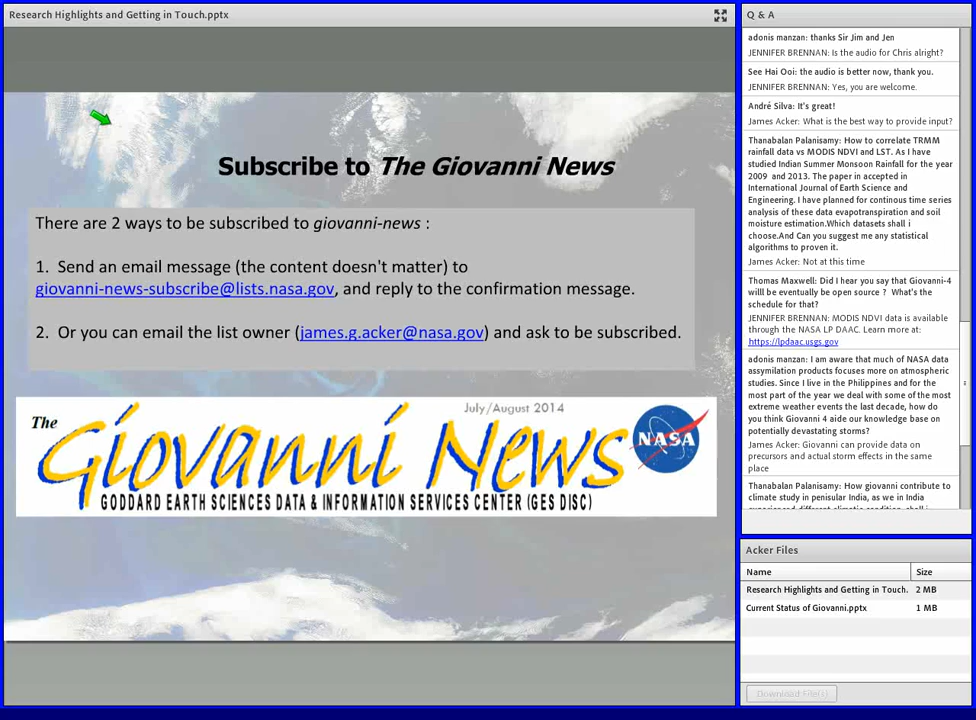 Research Highlights and Getting in Touch.pptx
Subscribe to The Giovanni News
There are 2 ways to be subscribed to giovanni-news :
1. Send an email message (the content doesn't matter) to
giovanni-news-subscribe@lists.nasa.gov, and reply to the confirmation message.
2. Or you can email the list owner (james.g.acker@nasa.gov) and ask to be subscribed.
July/August 2014
The
Giovanni News
NASA
GODDARD EARTH SCIENCES DATA & INFORMATION SERVICES CENTER (GES DISC)
Q & A
adonis manzan: thanks Sir Jim and Jen
JENNIFER BRENNAN: Is the audio for Chris alright?
See Hai Ooi: the audio is better now, thank you.
JENNIFER BRENNAN: Yes, you are welcome.
André Silva: It's great!
James Acker: What is the best way to provide input?
Thanabalan Palanisamy: How to correlate TRMM
rainfall data vs MODIS NDVI and LST. As I have
studied Indian Summer Monsoon Rainfall for the year
2009 and 2013. The paper in accepted in
International Journal of Earth Science and
Engineering. I have planned for continous time series
analysis of these data evapotranspiration and soil
moisture estimation.Which datasets shall i
choose.And Can you suggest me any statistical
algorithms to proven it.
James Acker: Not at this time
Thomas Maxwell: Did I hear you say that Giovanni-4
willl be eventually be open source ? What's the
schedule for that?
JENNIFER BRENNAN: MODIS NDVI data is available
through the NASA LP DAAC. Learn more at:
https://lpdaac.usgs.gov
adonis manzan: I am aware that much of NASA data
assymilation products focuses more on atmospheric
studies. Since I live in the Philippines and for the
most part of the year we deal with some of the most
extreme weather events the last decade, how do
you think Giovanni 4 aide our knowledge base on
potentially devastating storms?
James Acker: Giovanni can provide data on
precursors and actual storm effects in the same
place
Thanabalan Palanisamy: How giovanni contribute to
climate study in penisular India, as we in India
experienced different climatic condition, shall i
Acker Files
Name Size
Research Highlights and Getting in Touch. 2 MB
Current Status of Giovanni.pptx 1 MB
Download File(s)